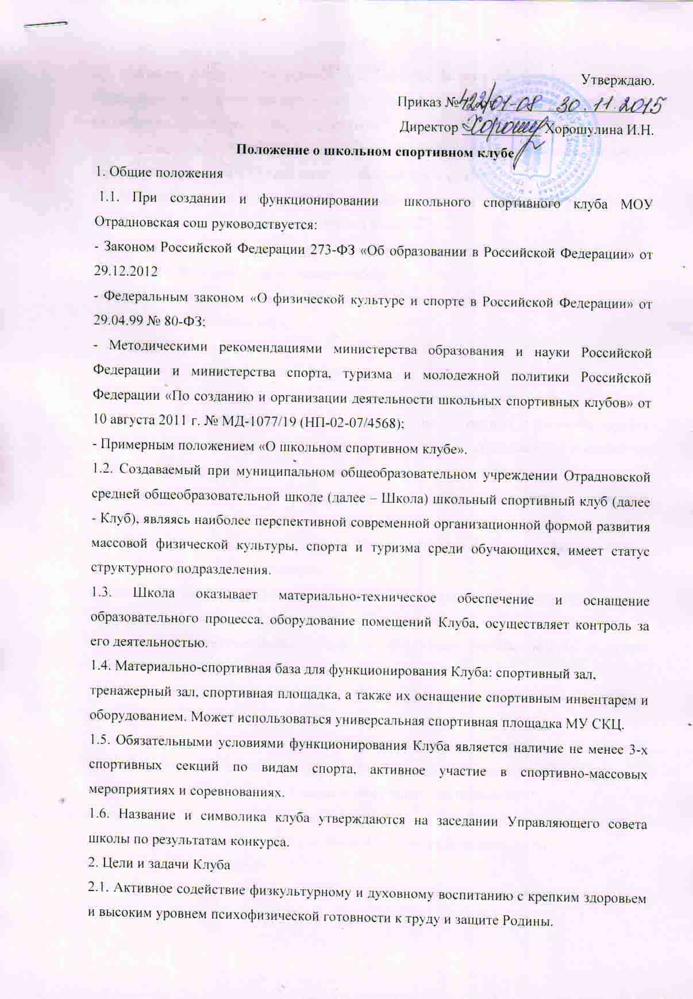 Утверждаю.
Приказ №422/01-08 30.11.2015
Директор Хорошулина И.Н.
Положение о школьном спортивном клубе
1. Общие положения
1.1. При создании и функционировании школьного спортивного клуба МОУ
Отрадновская сош руководствуется:
- Законом Российской Федерации 273-ФЗ «Об образовании в Российской Федерации» от
29.12.2012
- Федеральным законом «О физической культуре и спорте в Российской Федерации» от
29.04.99 № 80-ФЗ;
- Методическими рекомендациями министерства образования и науки Российской
Федерации и министерства спорта, туризма и молодежной политики Российской
Федерации «По созданию и организации деятельности школьных спортивных клубов» от
10 августа 2011 г. № МД-1077/19 (НП-02-07/4568);
- Примерным положением «О школьном спортивном клубе».
1.2. Создаваемый при муниципальном общеобразовательном учреждении Отрадновской
средней общеобразовательной школе (далее – Школа) школьный спортивный клуб (далее
- Клуб), являясь наиболее перспективной современной организационной формой развития
массовой физической культуры, спорта и туризма среди обучающихся, имеет статус
структурного подразделения.
1.3. Школа оказывает материально-техническое обеспечение и оснащение
образовательного процесса, оборудование помещений Клуба, осуществляет контроль за
его деятельностью.
1.4. Материально-спортивная база для функционирования Клуба: спортивный зал,
тренажерный зал, спортивная площадка, а также их оснащение спортивным инвентарем и
оборудованием. Может использоваться универсальная спортивная площадка МУ СКЦ.
1.5. Обязательными условиями функционирования Клуба является наличие не менее 3-х
спортивных секций по видам спорта, активное участие в спортивно-массовых
мероприятиях и соревнованиях.
1.6. Название и символика клуба утверждаются на заседании Управляющего совета
школы по результатам конкурса.
2. Цели и задачи Клуба
2.1. Активное содействие физкультурному и духовному воспитанию с крепким здоровьем
и высоким уровнем психофизической готовности к труду и защите Родины.